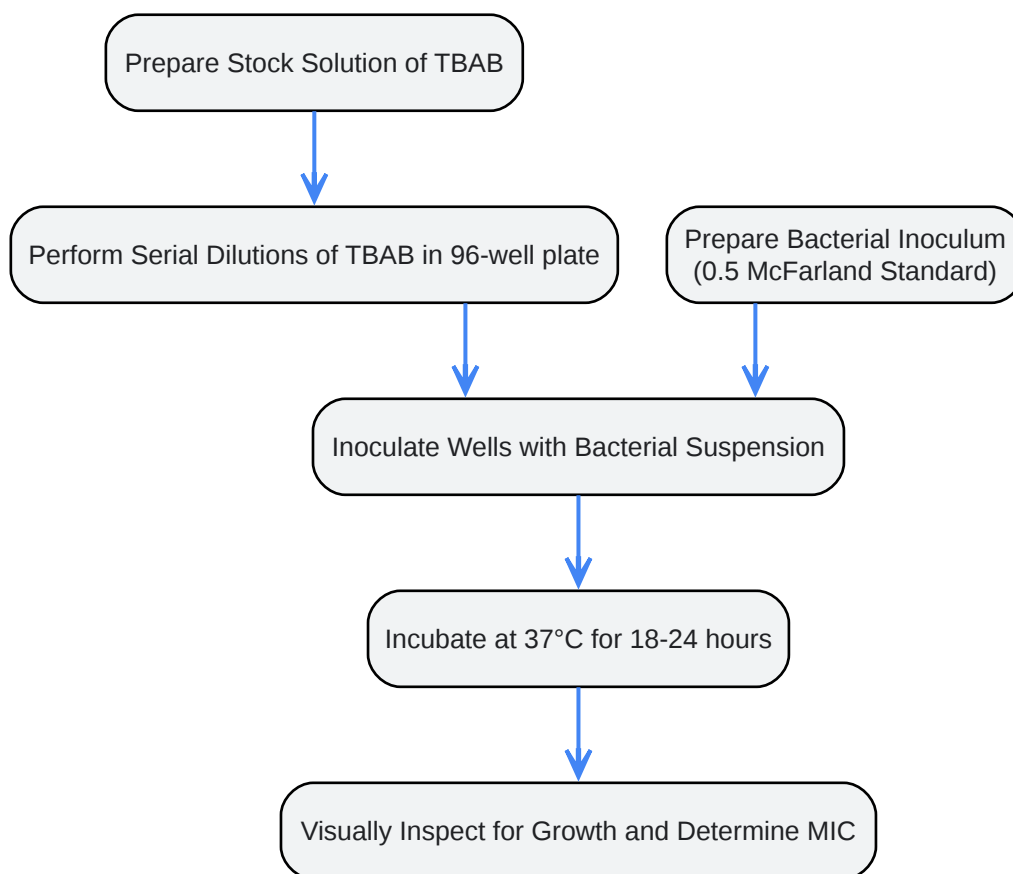 Prepare Stock Solution of TBAB
Perform Serial Dilutions of TBAB in 96-well plate
Prepare Bacterial Inoculum
(0.5 McFarland Standard)
Inoculate Wells with Bacterial Suspension
Incubate at 37°C for 18-24 hours
Visually Inspect for Growth and Determine MIC